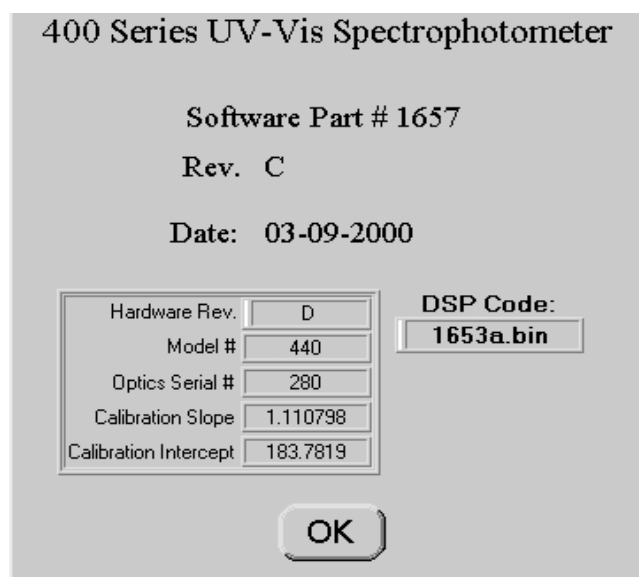 400 Series UV-Vis Spectrophotometer
Software Part # 1657
Rev. C
Date: 03-09-2000
Hardware Rev. D
Model # 440
Optics Serial # 280
Calibration Slope 1.110798
Calibration Intercept 183.7819
DSP Code:
1653a.bin
OK